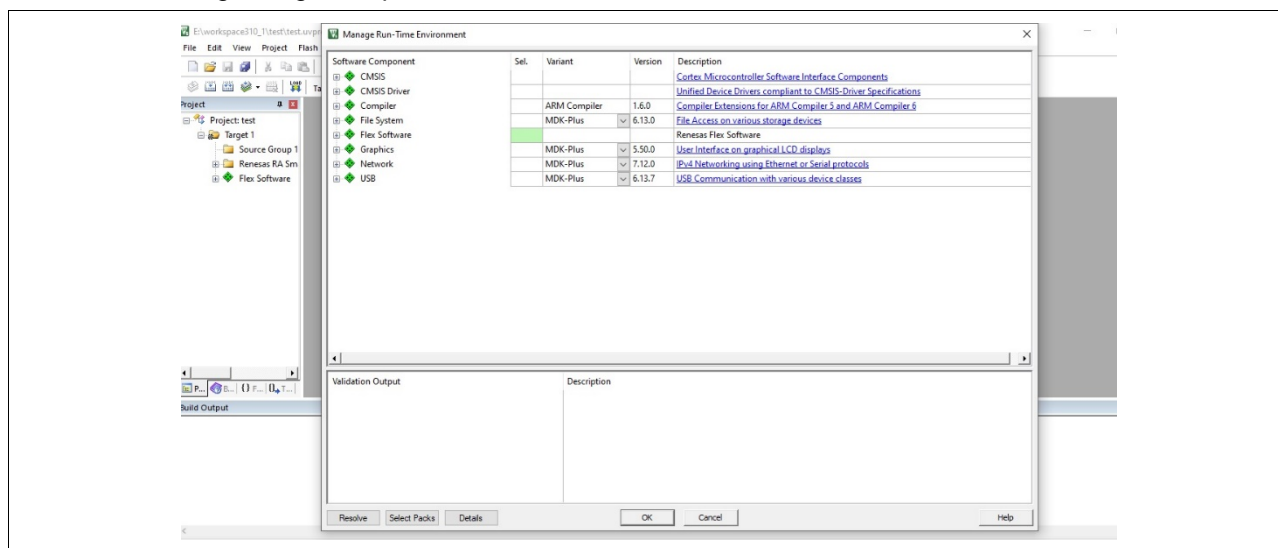 E:\workspace310_1\test\test.uvpr
Manage Run-Time Environment
File Edit View Project Flash
Software Component Sel. Variant Version Description
CMSIS Cortex Microcontroller Software Interface Components
CMSIS Driver Unified Device Drivers compliant to CMSIS-Driver Specifications
Compiler ARM Compiler 1.6.0 Compiler Extensions for ARM Compiler 5 and ARM Compiler 6
File System MDK-Plus 6.13.0 File Access on various storage devices
Flex Software Renesas Flex Software
Graphics MDK-Plus 5.50.0 User Interface on graphical LCD displays
Network MDK-Plus 7.12.0 IPv4 Networking using Ethernet or Serial protocols
USB MDK-Plus 6.13.7 USB Communication with various device classes
Ta
Project
Project: test
Target 1
Source Group 1
Renesas RA Sm
Flex Software
P... B... {} F... T...
Build Output
Validation Output Description
Resolve Select Packs Details OK Cancel Help